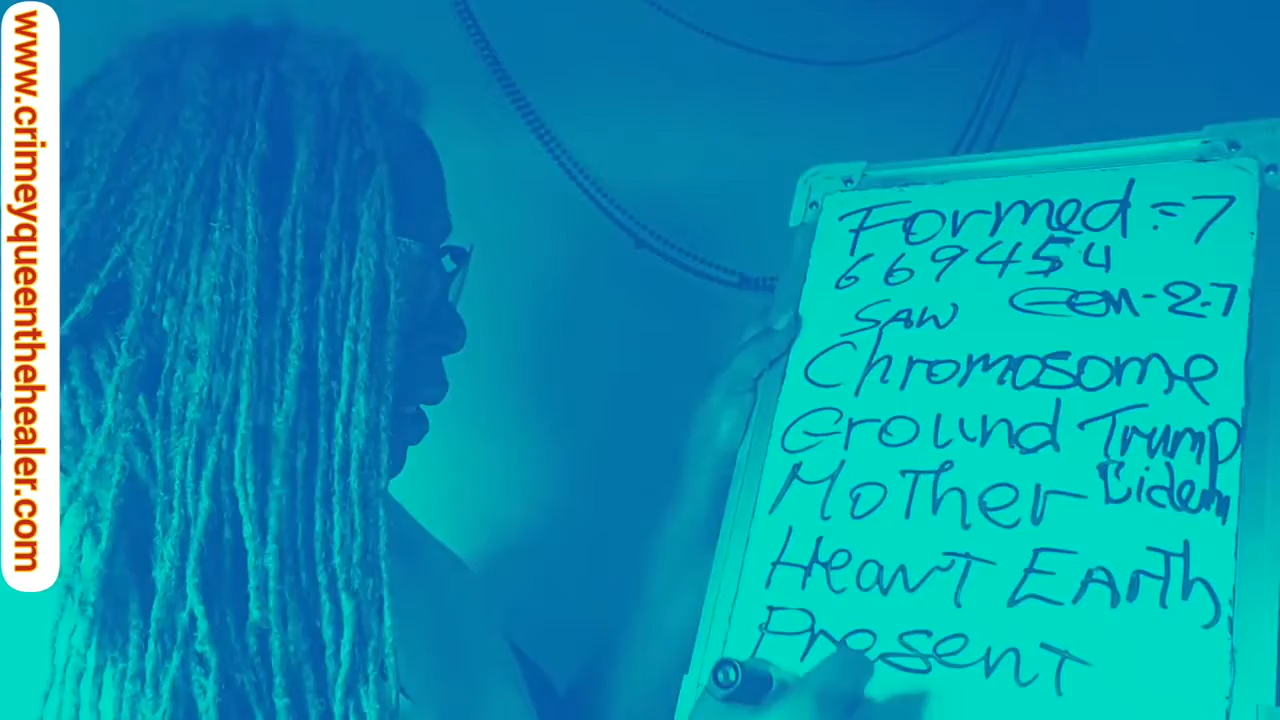 www.crimeyqueenthehealer.com
Formed = 7
669454
SAW Gen-2-7
Chromosome
Ground Trump
Mother Biden
Heart Earth
Present